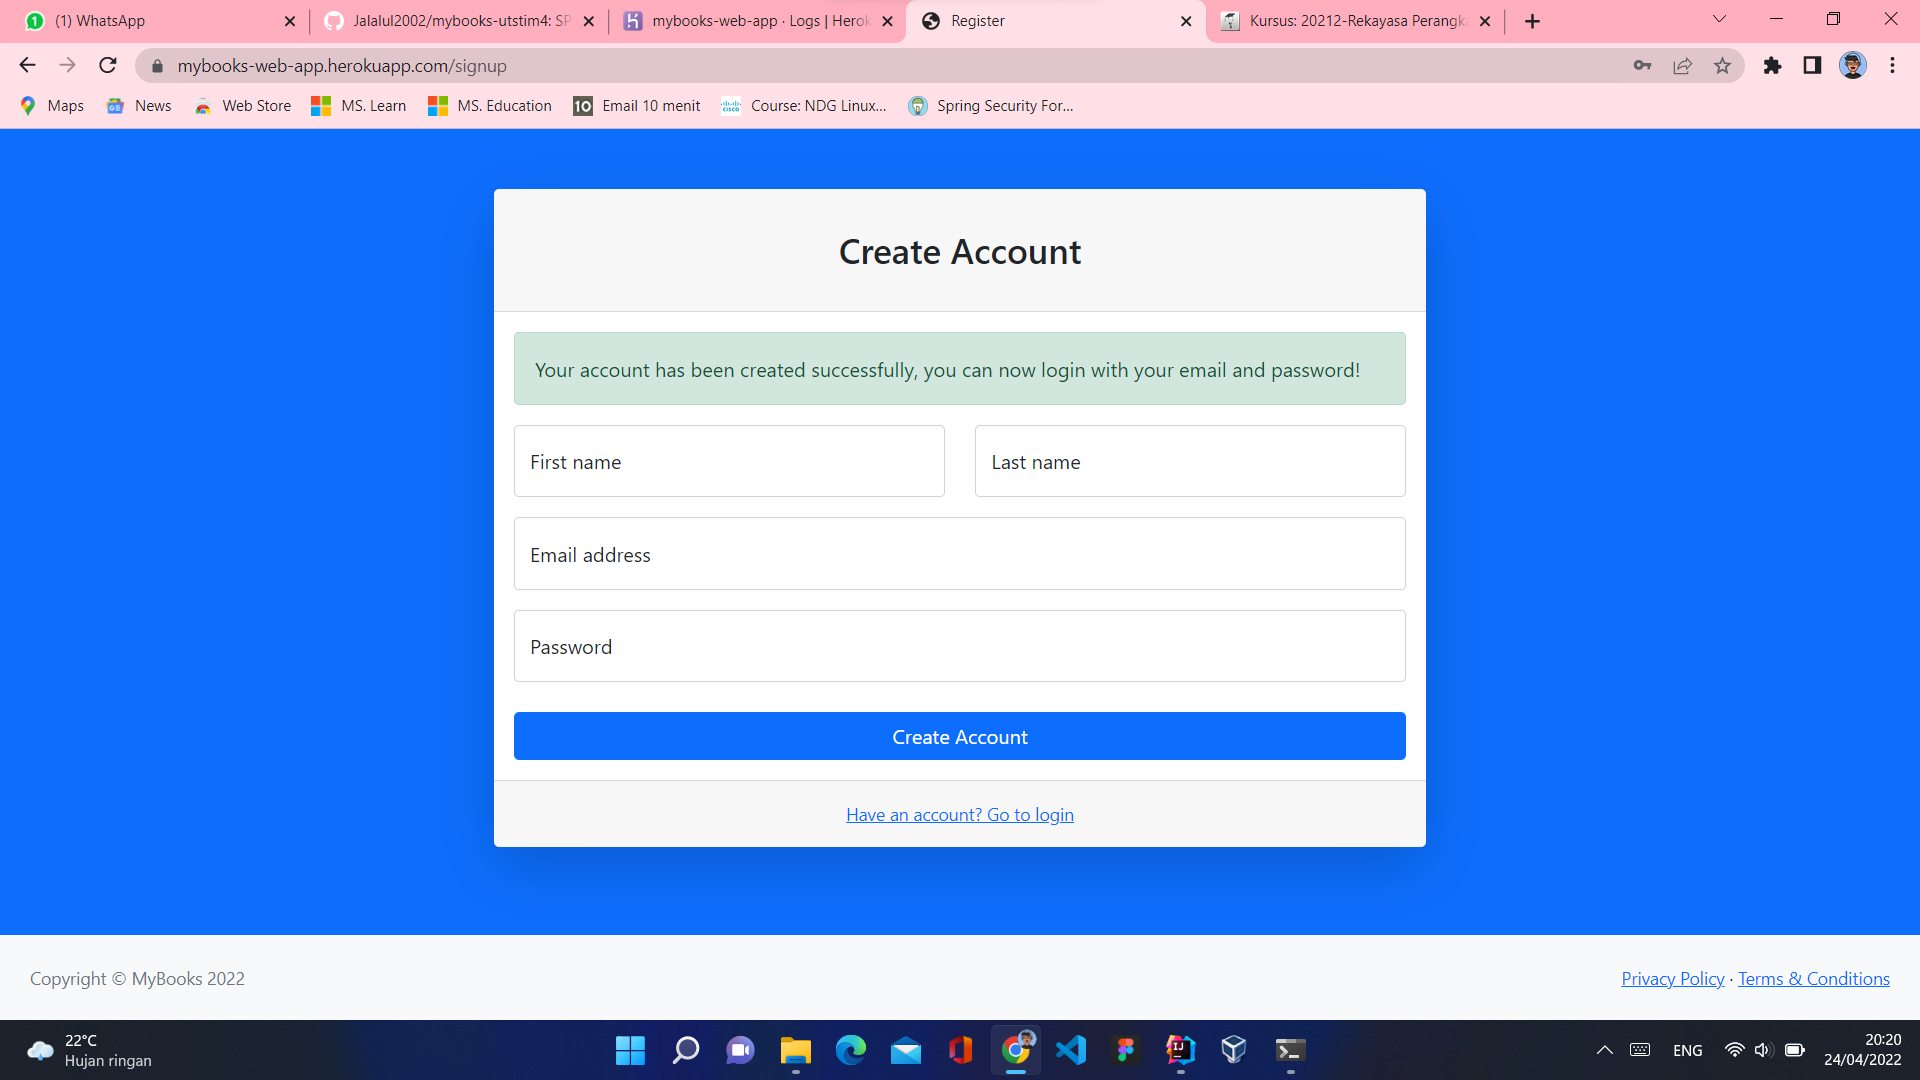 (1) WhatsApp
Jalalul2002/mybooks-utstim4: SP
mybooks-web-app · Logs | Herok
Register
Kursus: 20212-Rekayasa Perangka
mybooks-web-app.herokuapp.com/signup
Maps
News
Web Store
MS. Learn
MS. Education
10
Email 10 menit
Course: NDG Linux...
Spring Security For...
Create Account
Your account has been created successfully, you can now login with your email and password!
First name
Last name
Email address
Password
Create Account
Have an account? Go to login
Copyright © MyBooks 2022
Privacy Policy · Terms & Conditions
22°C
Hujan ringan
ENG
20:20
24/04/2022